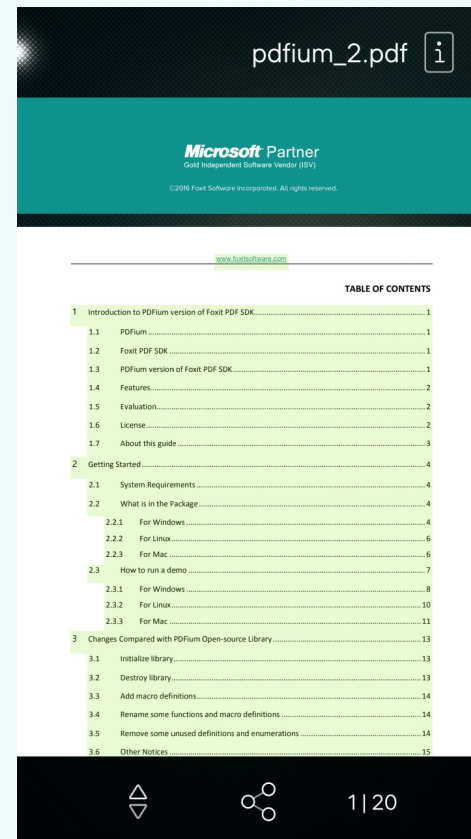 pdfium_2.pdf i
Microsoft Partner
Gold Independent Software Vendor (ISV)
©2016 Foxit Software Incorporated. All rights reserved.
www.foxitsoftware.com
TABLE OF CONTENTS
1 Introduction to PDFium version of Foxit PDF SDK 1
1.1 PDFium 1
1.2 Foxit PDF SDK 1
1.3 PDFium version of Foxit PDF SDK 1
1.4 Features 2
1.5 Evaluation 2
1.6 License 2
1.7 About this guide 3
2 Getting Started 4
2.1 System Requirements 4
2.2 What is in the Package 4
2.2.1 For Windows 4
2.2.2 For Linux 6
2.2.3 For Mac 6
2.3 How to run a demo 7
2.3.1 For Windows 8
2.3.2 For Linux 10
2.3.3 For Mac 11
3 Changes Compared with PDFium Open-source Library 13
3.1 Initialize library 13
3.2 Destroy library 13
3.3 Add macro definitions 14
3.4 Rename some functions and macro definitions 14
3.5 Remove some unused definitions and enumerations 14
3.6 Other Notices 15
1|20